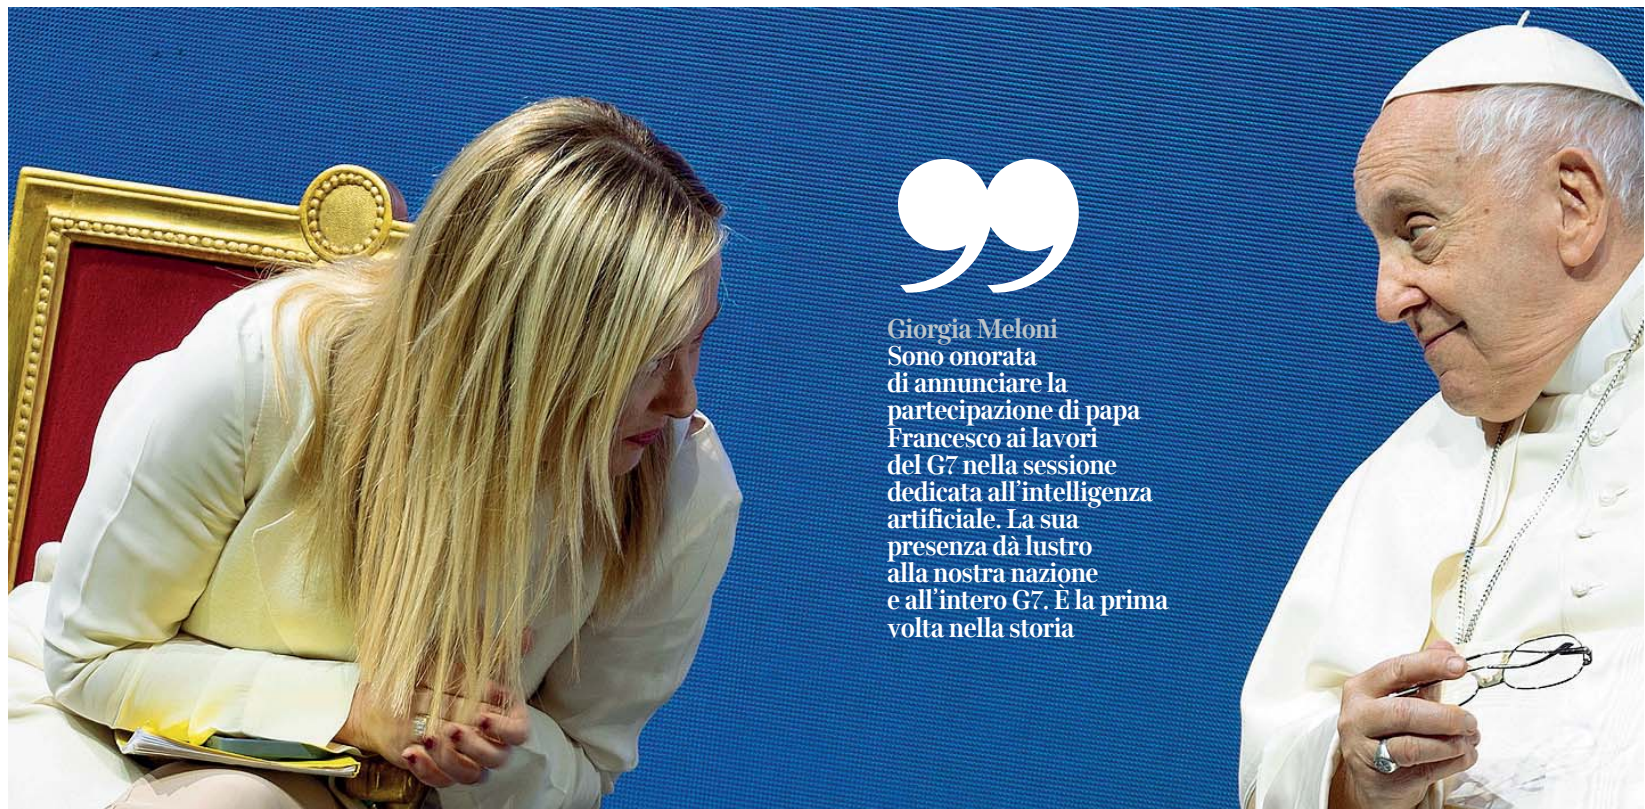 Giorgia Meloni
Sono onorata
di annunciare la
partecipazione di papa
Francesco ai lavori
del G7 nella sessione
dedicata all’intelligenza
artificiale. La sua
presenza dà lustro
alla nostra nazione
e all’intero G7. È la prima
volta nella storia